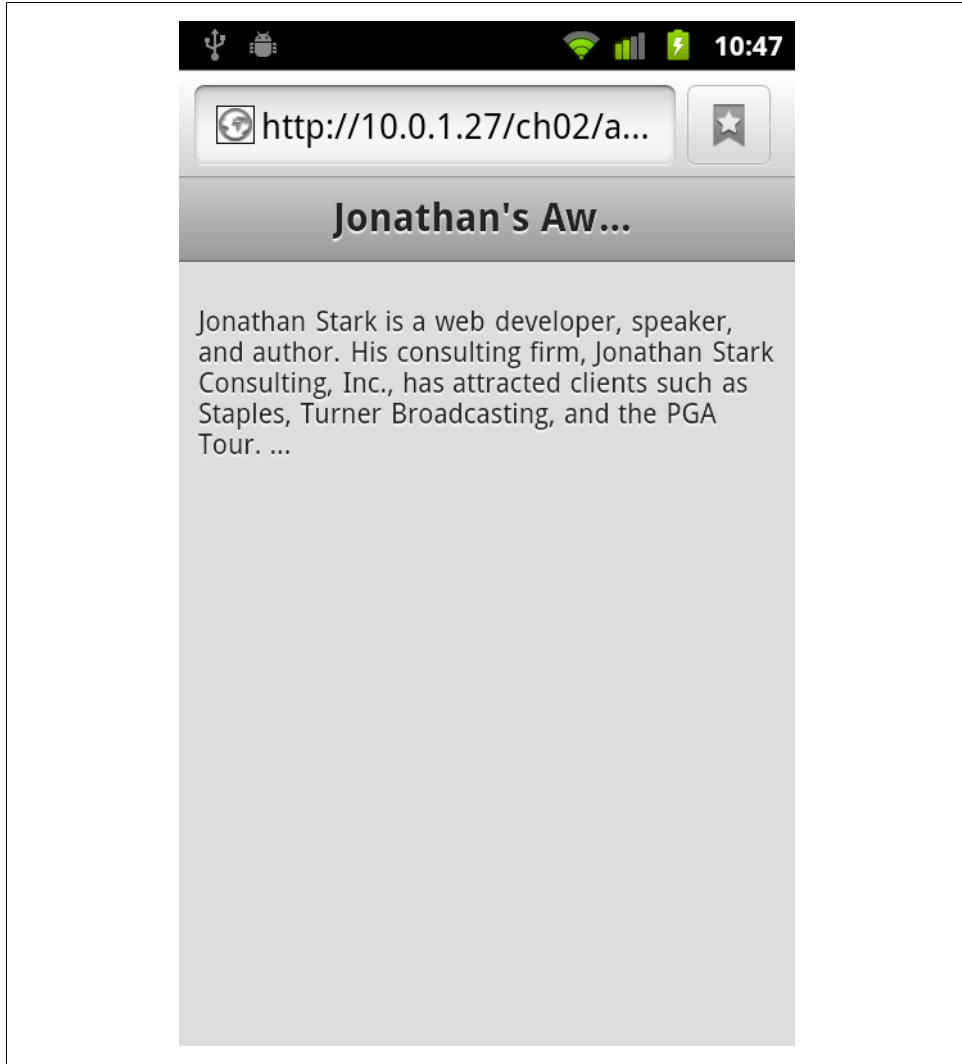 10:47
http://10.0.1.27/ch02/a...
Jonathan's Aw...
Jonathan Stark is a web developer, speaker,
and author. His consulting firm, Jonathan Stark
Consulting, Inc., has attracted clients such as
Staples, Turner Broadcasting, and the PGA
Tour. ...